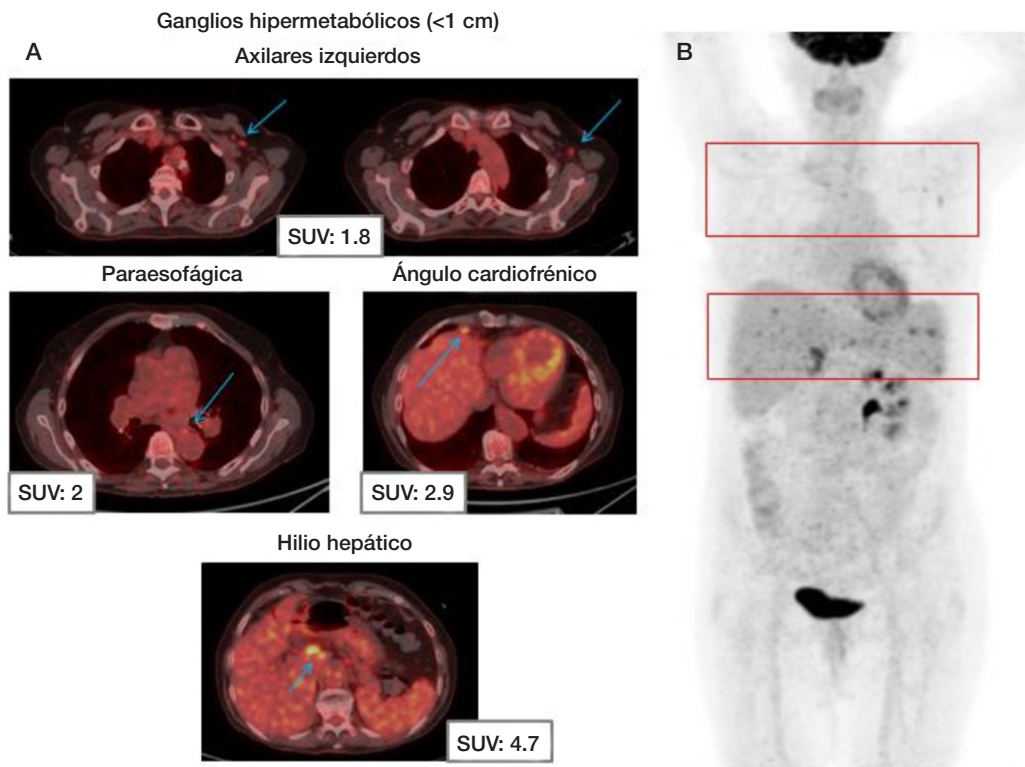 Ganglios hipermetabólicos (<1 cm)
A
Axilares izquierdos
SUV: 1.8
Paraesofágica
SUV: 2
Ángulo cardiofrénico
SUV: 2.9
Hilio hepático
SUV: 4.7
B